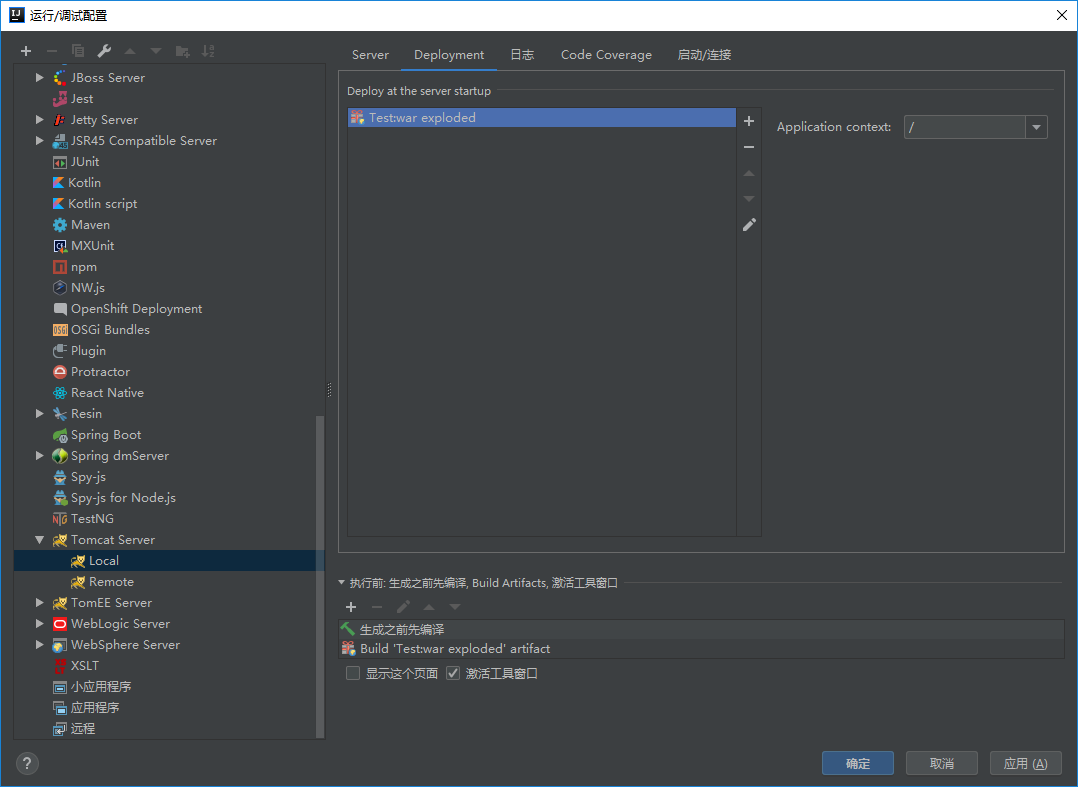 运行/调试配置
Server
Deployment
日志
Code Coverage
启动/连接
JBoss Server
Jest
Jetty Server
JSR45 Compatible Server
JUnit
Kotlin
Kotlin script
Maven
MXUnit
npm
NW.js
OpenShift Deployment
OSGi Bundles
Plugin
Protractor
React Native
Resin
Spring Boot
Spring dmServer
Spy-js
Spy-js for Node.js
TestNG
Tomcat Server
Local
Remote
TomEE Server
WebLogic Server
WebSphere Server
XSLT
小应用程序
应用程序
远程
Deploy at the server startup
Test:war exploded
Application context:
/
执行前: 生成之前先编译, Build Artifacts, 激活工具窗口
生成之前先编译
Build 'Test:war exploded' artifact
显示这个页面
激活工具窗口
?
确定
取消
应用 (A)